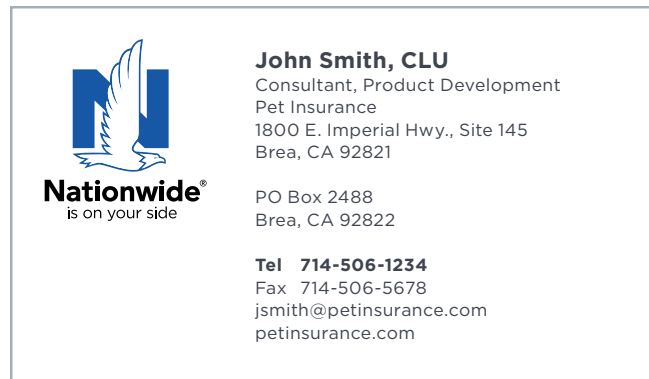 N
Nationwide®
is on your side
John Smith, CLU
Consultant, Product Development
Pet Insurance
1800 E. Imperial Hwy., Site 145
Brea, CA 92821
PO Box 2488
Brea, CA 92822
Tel 714-506-1234
Fax 714-506-5678
jsmith@petinsurance.com
petinsurance.com